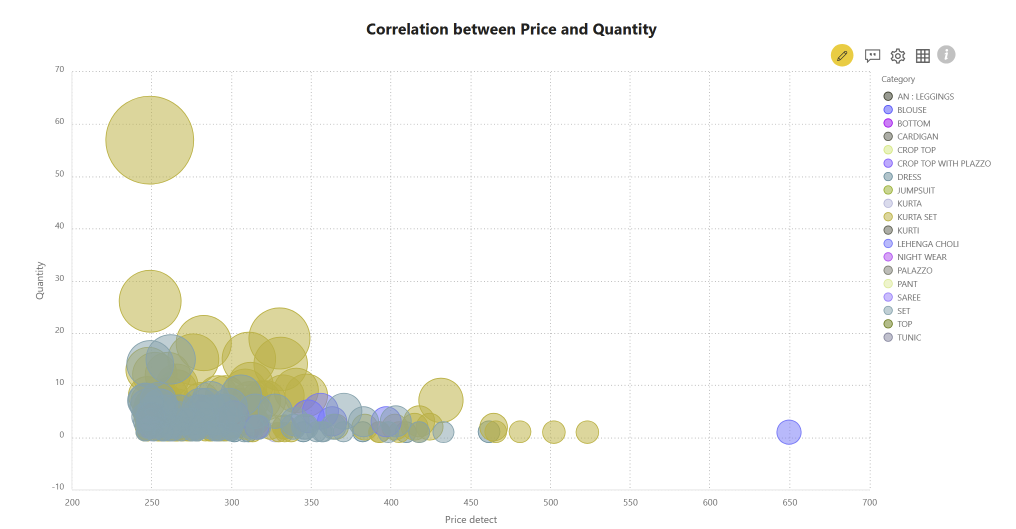 Correlation between Price and Quantity
i
Category
AN : LEGGINGS
BLOUSE
BOTTOM
CARDIGAN
CROP TOP
CROP TOP WITH PLAZZO
DRESS
JUMPSUIT
KURTA
KURTA SET
KURTI
LEHENGA CHOLI
NIGHT WEAR
PALAZZO
PANT
SAREE
SET
TOP
TUNIC
Quantity
70
60
50
40
30
20
10
0
-10
200 250 300 350 400 450 500 550 600 650 700
Price detect